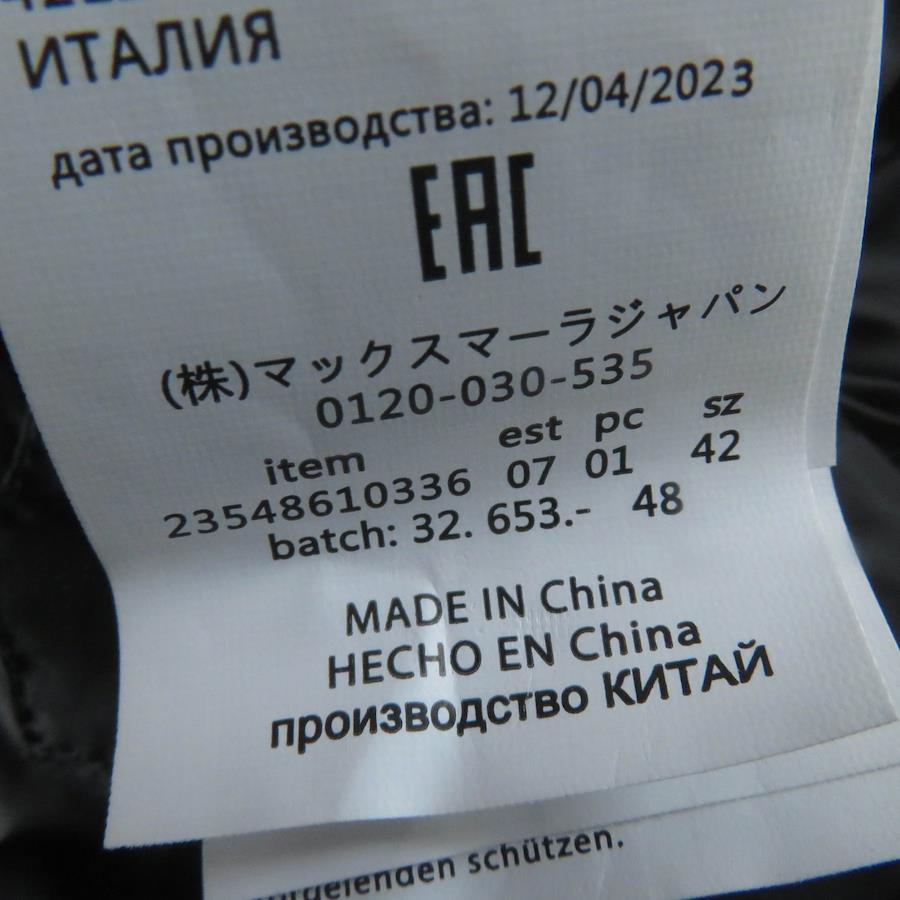 ИТАЛИЯ
дата производства: 12/04/2023
EAC
(株)マックスマーラジャパン
0120-030-535
item est pc sz
23548610336 07 01 42
batch: 32. 653.- 48
MADE IN China
HECHO EN China
производство КИТАЙ
schützen.